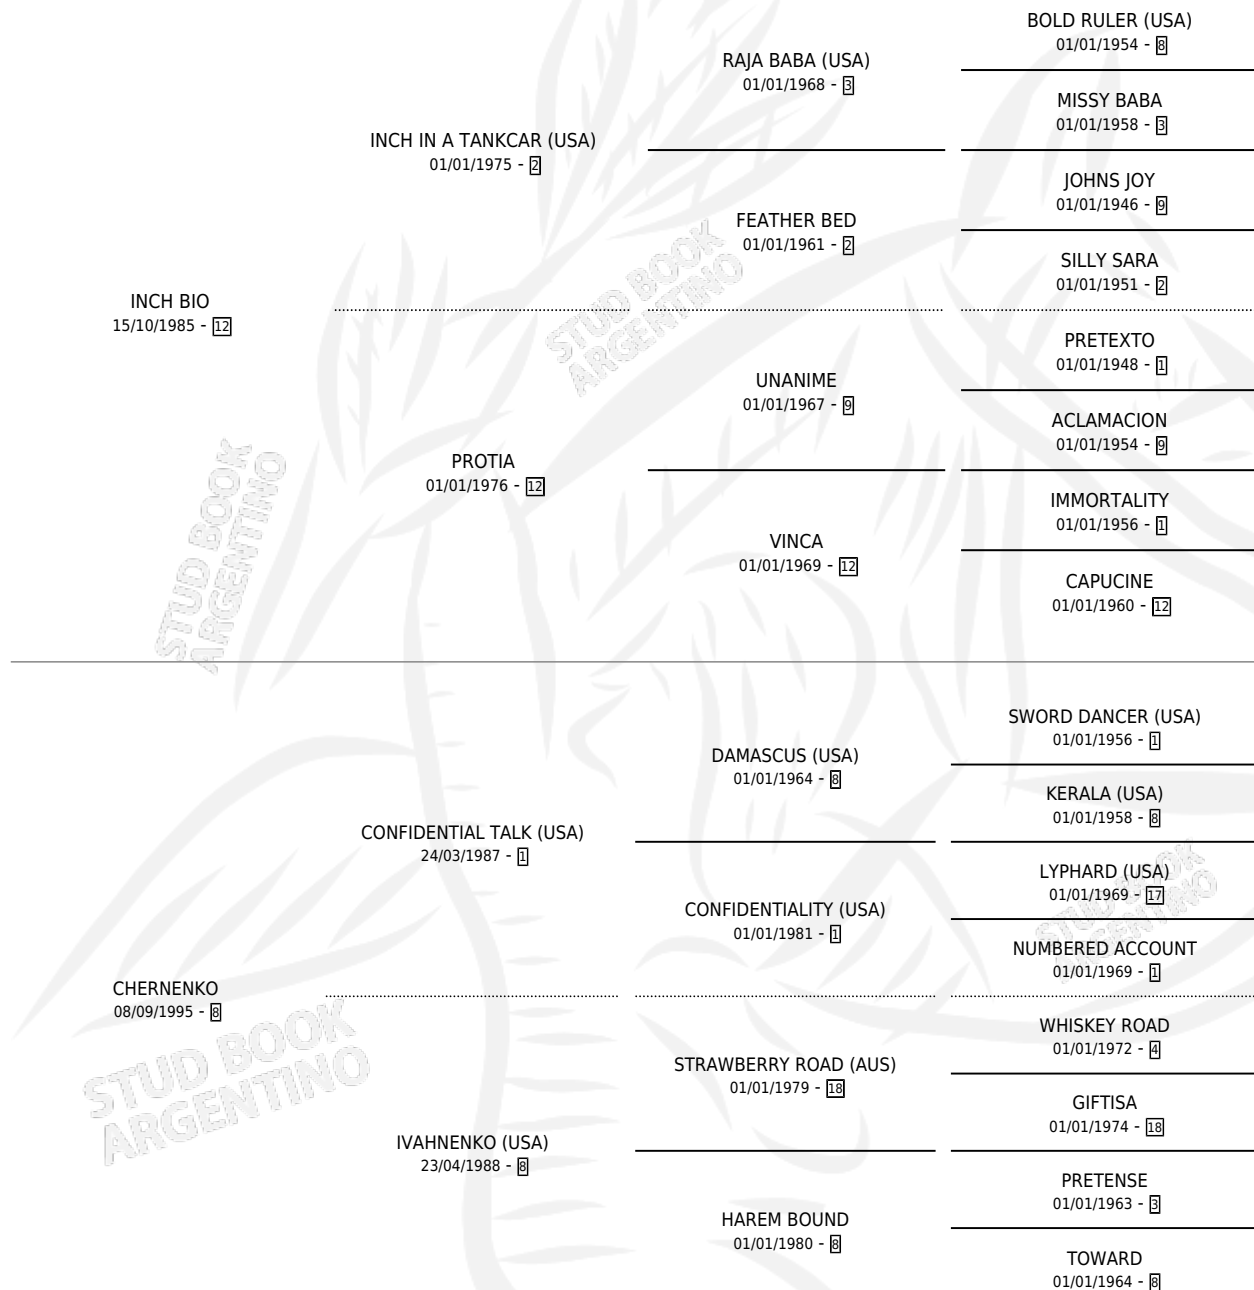 BOLD RULER (USA)
01/01/1954 - 8
RAJA BABA (USA)
01/01/1968 - 3
MISSY BABA
01/01/1958 - 3
INCH IN A TANKCAR (USA)
01/01/1975 - 2
JOHNS JOY
01/01/1946 - 9
FEATHER BED
01/01/1961 - 2
SILLY SARA
01/01/1951 - 2
INCH BIO
15/10/1985 - 12
PRETEXTO
01/01/1948 - 1
UNANIME
01/01/1967 - 9
ACLAMACION
01/01/1954 - 9
PROTIA
01/01/1976 - 12
IMMORTALITY
01/01/1956 - 1
VINCA
01/01/1969 - 12
CAPUCINE
01/01/1960 - 12
SWORD DANCER (USA)
01/01/1956 - 1
DAMASCUS (USA)
01/01/1964 - 8
KERALA (USA)
01/01/1958 - 8
CONFIDENTIAL TALK (USA)
24/03/1987 - 1
LYPHARD (USA)
01/01/1969 - 17
CONFIDENTIALITY (USA)
01/01/1981 - 1
NUMBERED ACCOUNT
01/01/1969 - 1
CHERNENKO
08/09/1995 - 8
WHISKEY ROAD
01/01/1972 - 4
STRAWBERRY ROAD (AUS)
01/01/1979 - 18
GIFTISA
01/01/1974 - 18
IVAHNENKO (USA)
23/04/1988 - 8
PRETENSE
01/01/1963 - 3
HAREM BOUND
01/01/1980 - 8
TOWARD
01/01/1964 - 8
STUD BOOK
ARGENTINO
STUD BOOK
ARGENTINO
STUD BOOK
ARGENTINO
STUD BOOK
ARGENTINO